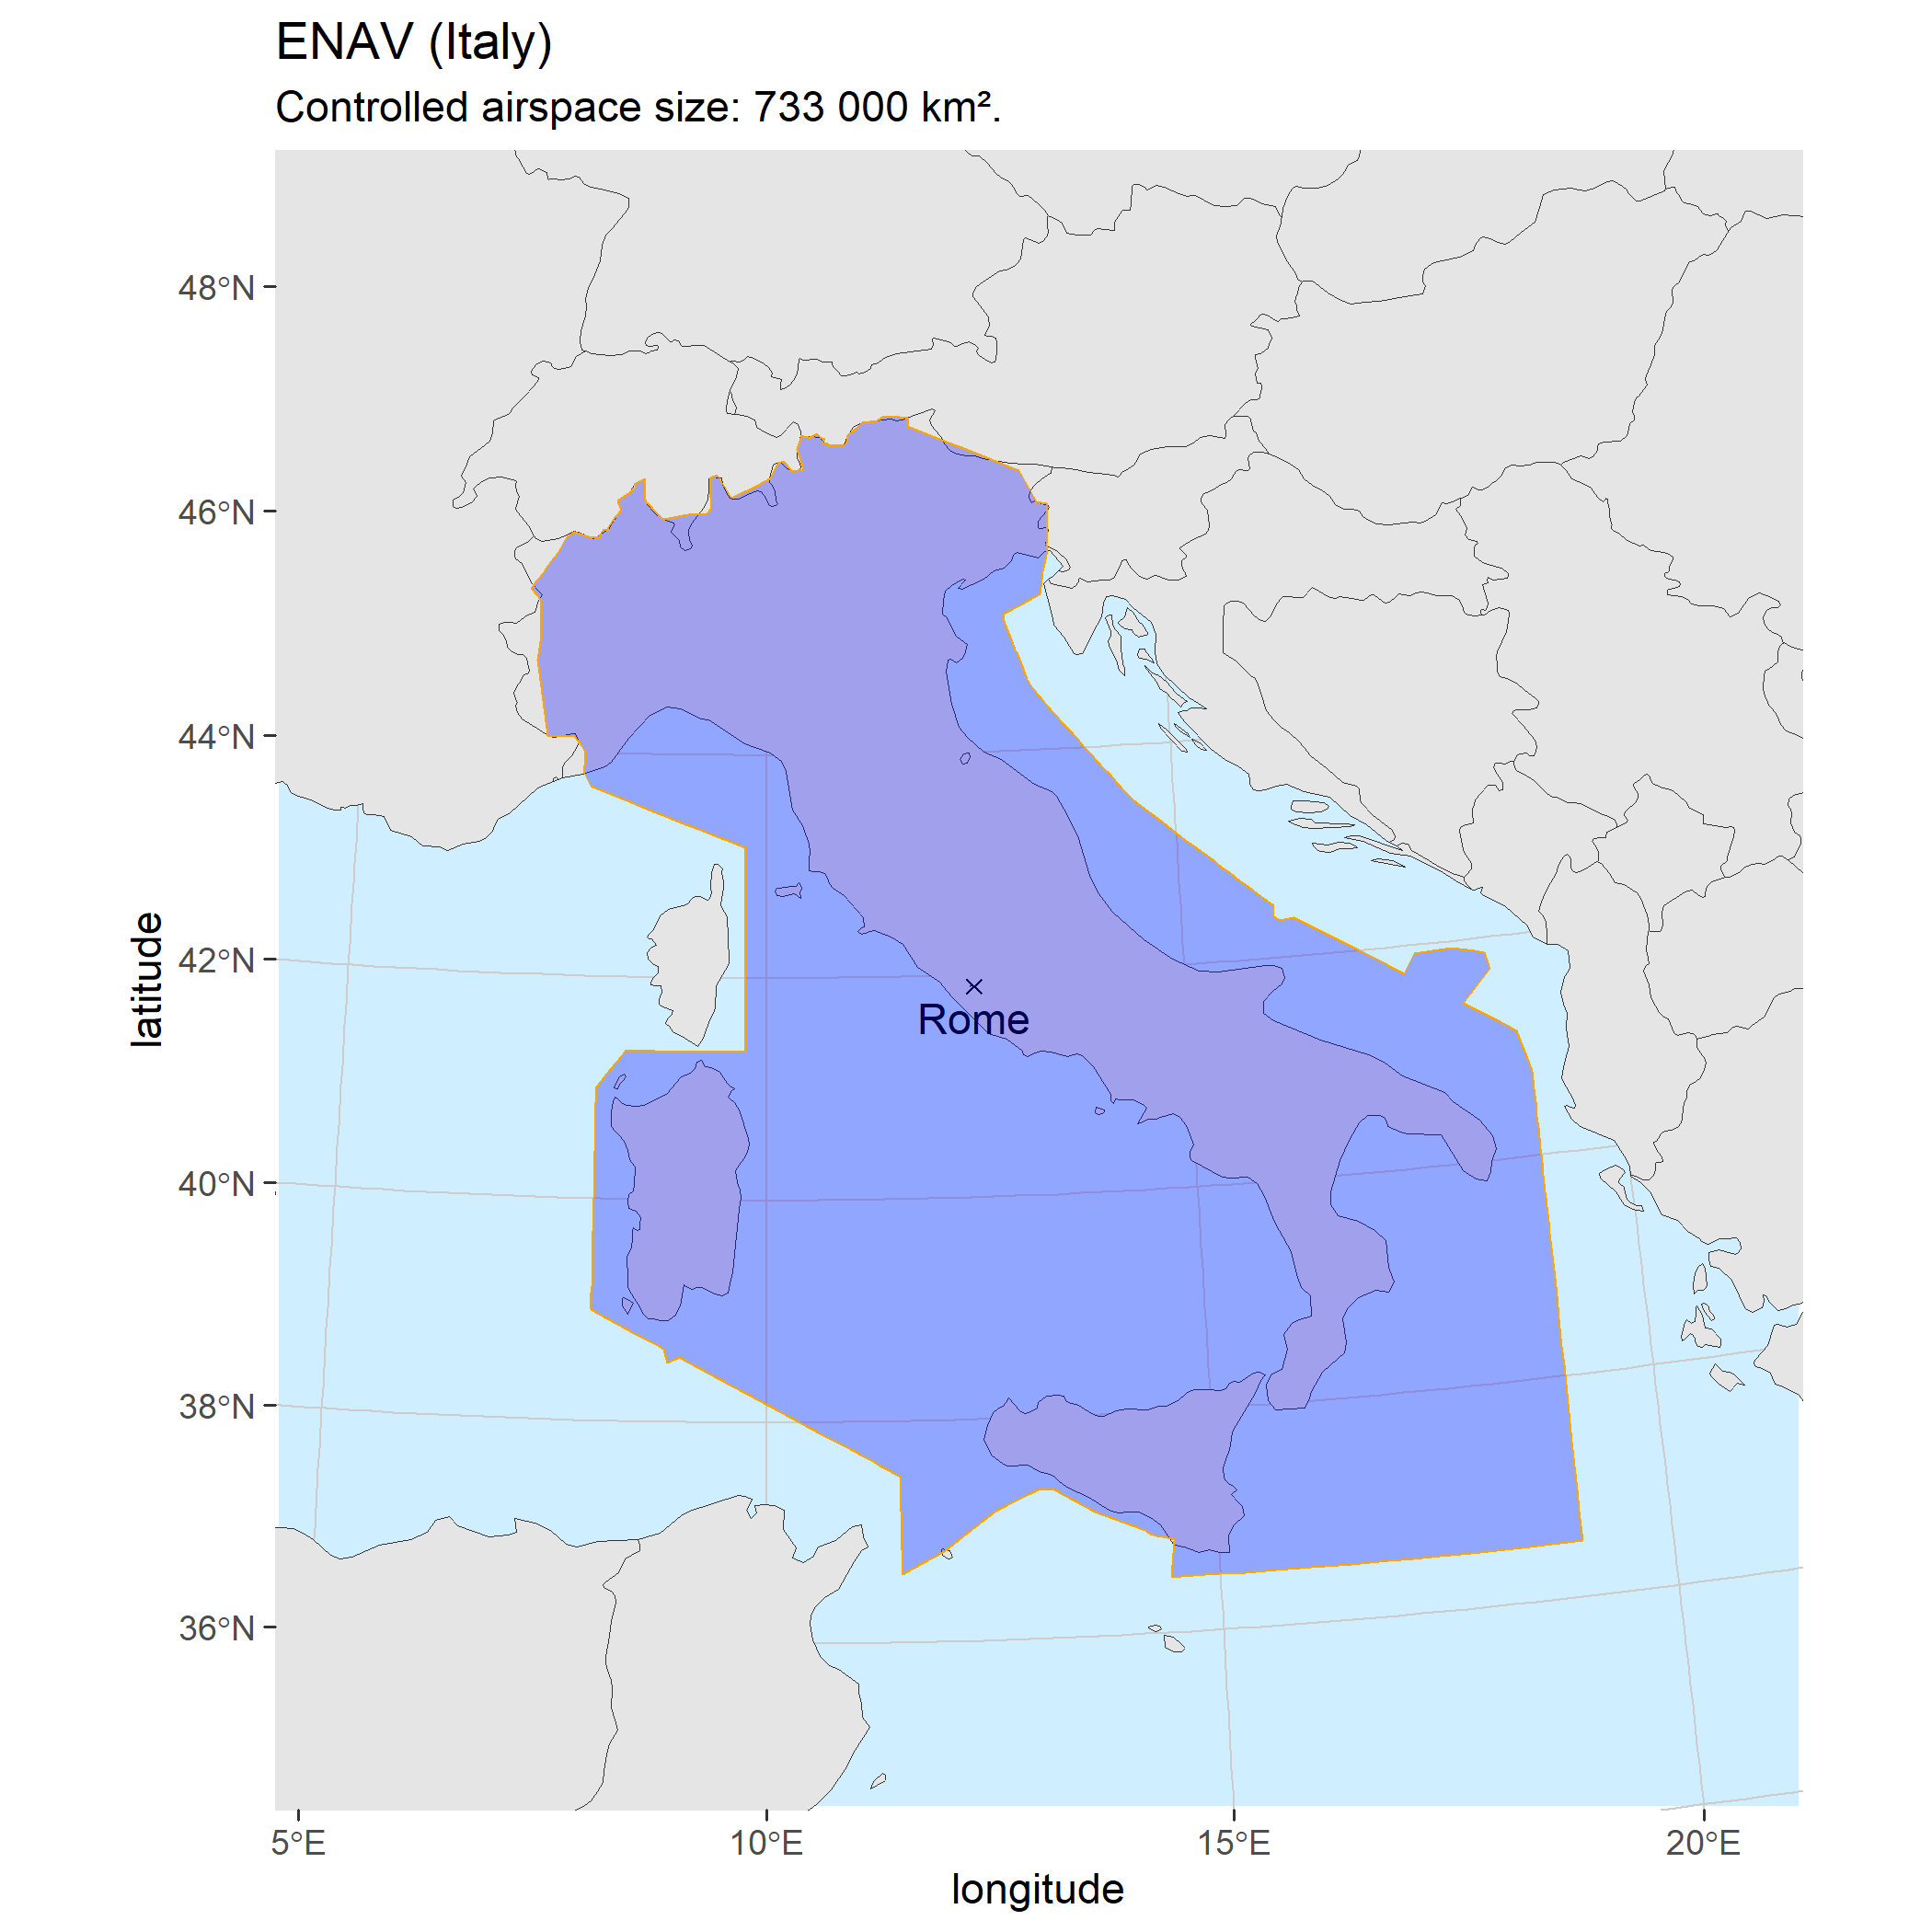 ENAV (Italy)
Controlled airspace size: 733 000 km².
48°N
46°N
44°N
42°N
40°N
38°N
36°N
latitude
Rome
5°E
10°E
15°E
20°E
longitude